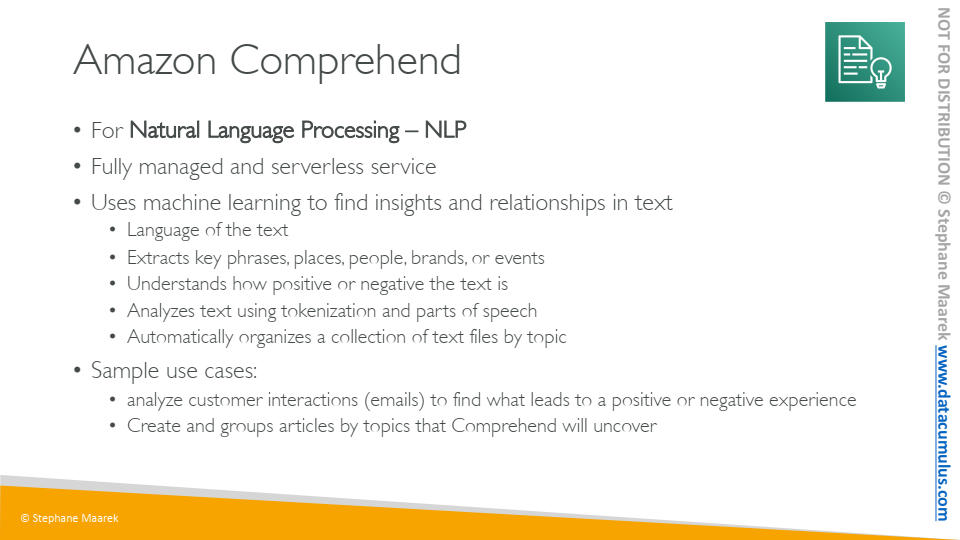 Amazon Comprehend
• For Natural Language Processing – NLP
• Fully managed and serverless service
• Uses machine learning to find insights and relationships in text
• Language of the text
• Extracts key phrases, places, people, brands, or events
• Understands how positive or negative the text is
• Analyzes text using tokenization and parts of speech
• Automatically organizes a collection of text files by topic
• Sample use cases:
• analyze customer interactions (emails) to find what leads to a positive or negative experience
• Create and groups articles by topics that Comprehend will uncover
© Stephane Maarek
NOT FOR DISTRIBUTION © Stephane Maarek www.datacumulus.com